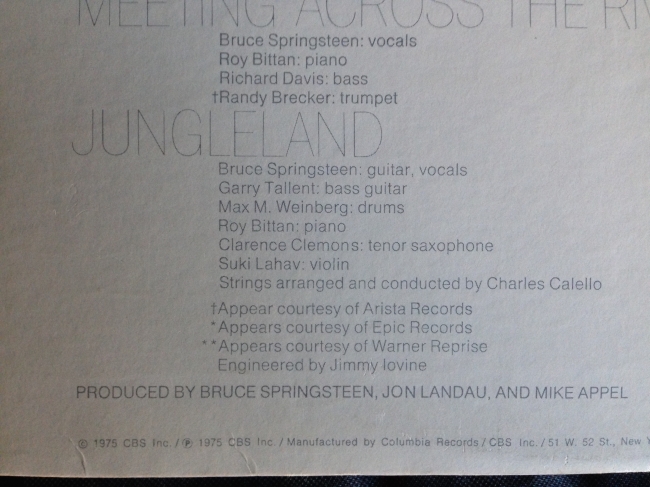 MEETING ACROSS THE
Bruce Springsteen: vocals
Roy Bittan: piano
Richard Davis: bass
†Randy Brecker: trumpet
JUNGLELAND
Bruce Springsteen: guitar, vocals
Garry Tallent: bass guitar
Max M. Weinberg: drums
Roy Bittan: piano
Clarence Clemons: tenor saxophone
Suki Lahav: violin
Strings arranged and conducted by Charles Calello
†Appear courtesy of Arista Records
*Appears courtesy of Epic Records
**Appears courtesy of Warner Reprise
Engineered by Jimmy Iovine
PRODUCED BY BRUCE SPRINGSTEEN, JON LANDAU, AND MIKE APPEL
© 1975 CBS Inc. / ℗ 1975 CBS Inc. / Manufactured by Columbia Records / CBS Inc. / 51 W. 52 St., New